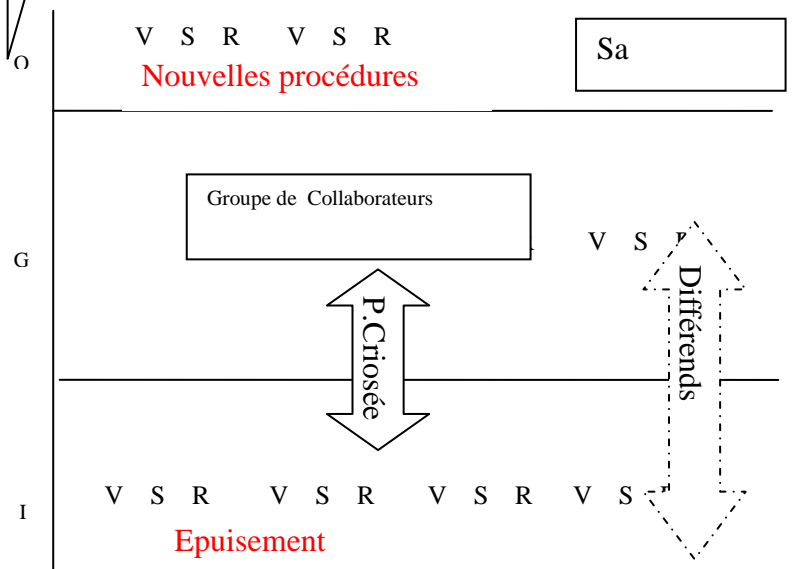 V S R V S R
Sa
O
Nouvelles procédures
Groupe de Collaborateurs
V S
G
Différends
P.Criosée
V S R V S R V S R V S
I
Epuisement